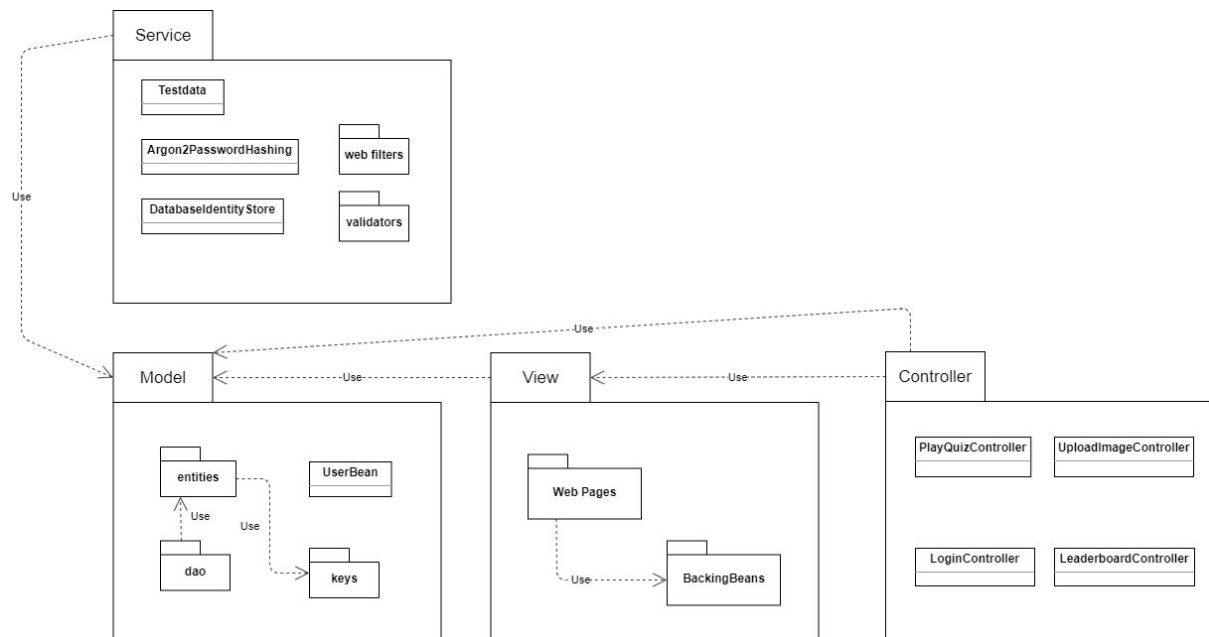 Service
Testdata
Argon2PasswordHashing
web filters
Use
DatabaseIdentityStore
validators
Use
Model
Use
View
Use
Controller
entities
UserBean
Use
Use
dao
keys
Web Pages
Use
BackingBeans
PlayQuizController
UploadImageController
LoginController
LeaderboardController